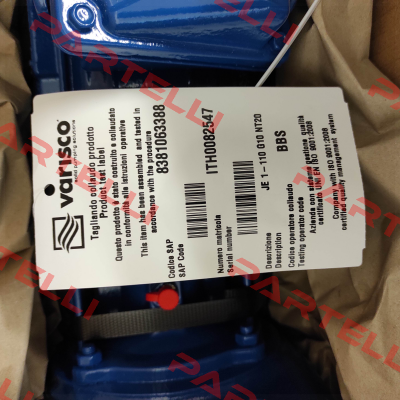 varisco
solid pumping solutions
Tagliando collaudo prodotto
Product test label
Questo prodotto è stato costruito e collaudato
in conformità alle istruzioni operative
This item has been assembled and tested in
accordance with the procedure
Codice SAP
SAP Code
8381063388
Numero matricola
Serial number
ITH0082547
Descrizione
Description
JE 1-110 G10 NT20
Codice operatore collaudo
Testing operator code
BBS
Azienda con sistema gestione qualità
certificato UNI EN ISO 9001:2008
Company with ISO 9001:2008
certified quality management system
PARTELLI
PARTELLI
PARTELLI
PARTELLI